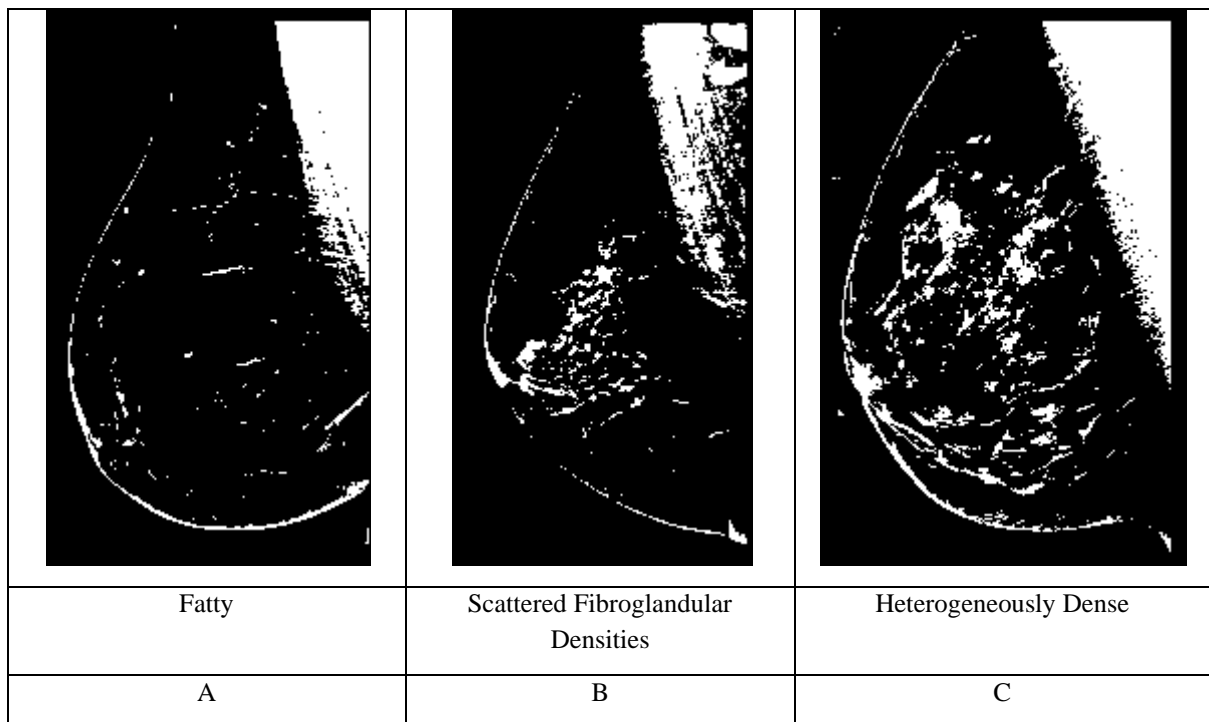 Fatty
Scattered Fibroglandular
Densities
Heterogeneously Dense
A
B
C